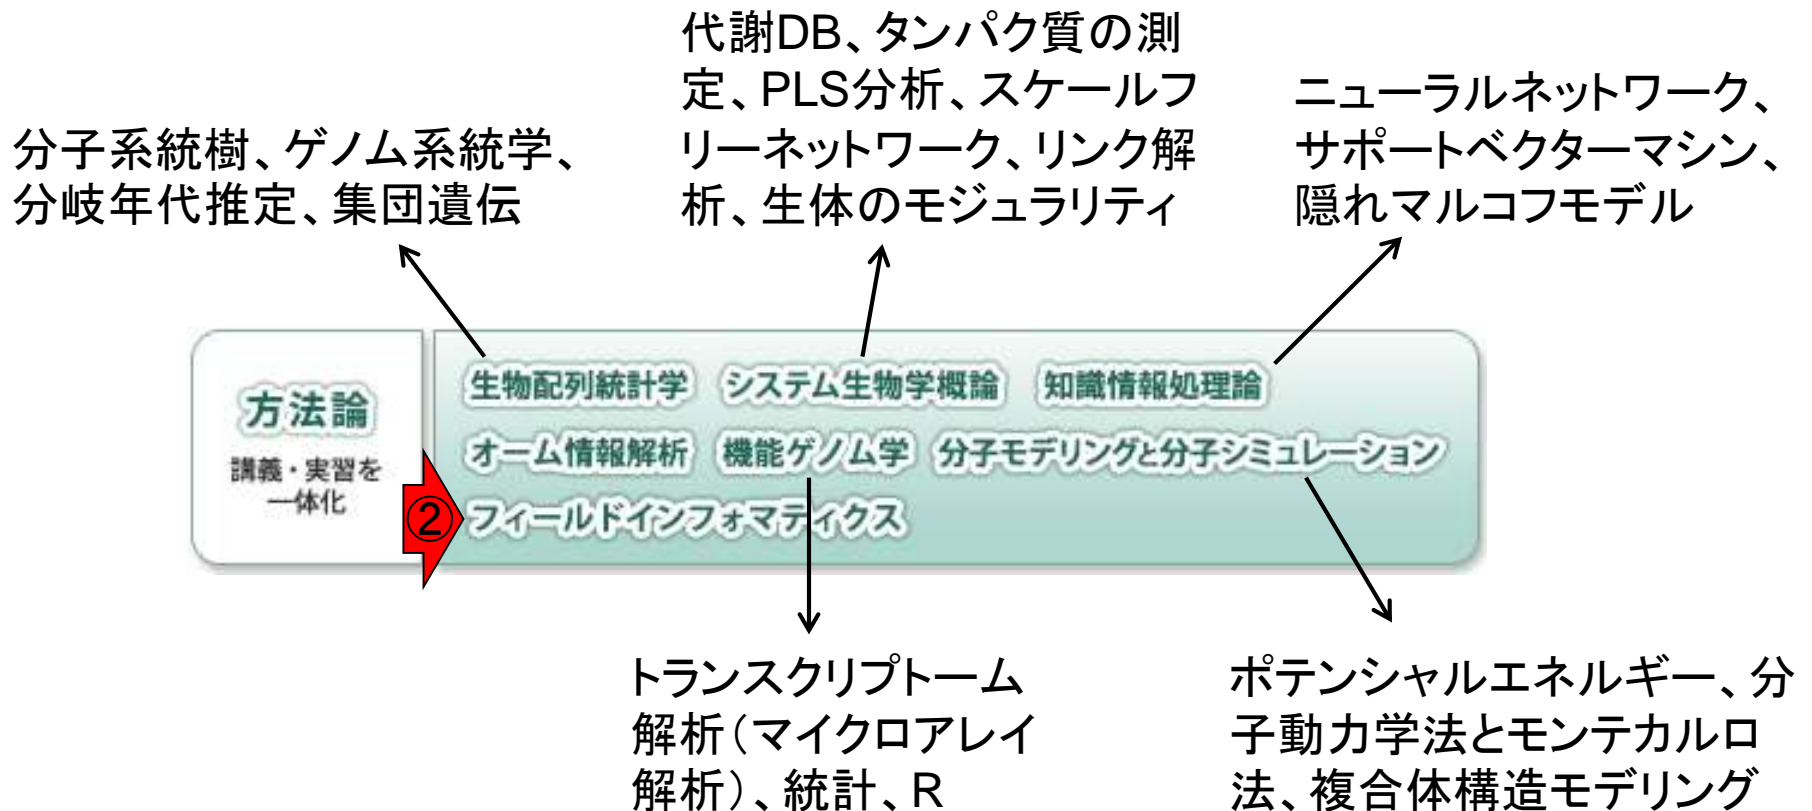 代謝DB、タンパク質の測
定、PLS分析、スケールフ
リーネットワーク、リンク解
析、生体のモジュラリティ
ニューラルネットワーク、
サポートベクターマシン、
隠れマルコフモデル
分子系統樹、ゲノム系統学、
分岐年代推定、集団遺伝
方法論
講義・実習を
一体化
生物配列統計学 システム生物学概論 知識情報処理論
オーム情報解析 機能ゲノム学 分子モデリングと分子シミュレーション
② フィールドインフォマティクス
トランスクリプトーム
解析（マイクロアレイ
解析）、統計、R
ポテンシャルエネルギー、分
子動力学法とモンテカルロ
法、複合体構造モデリング